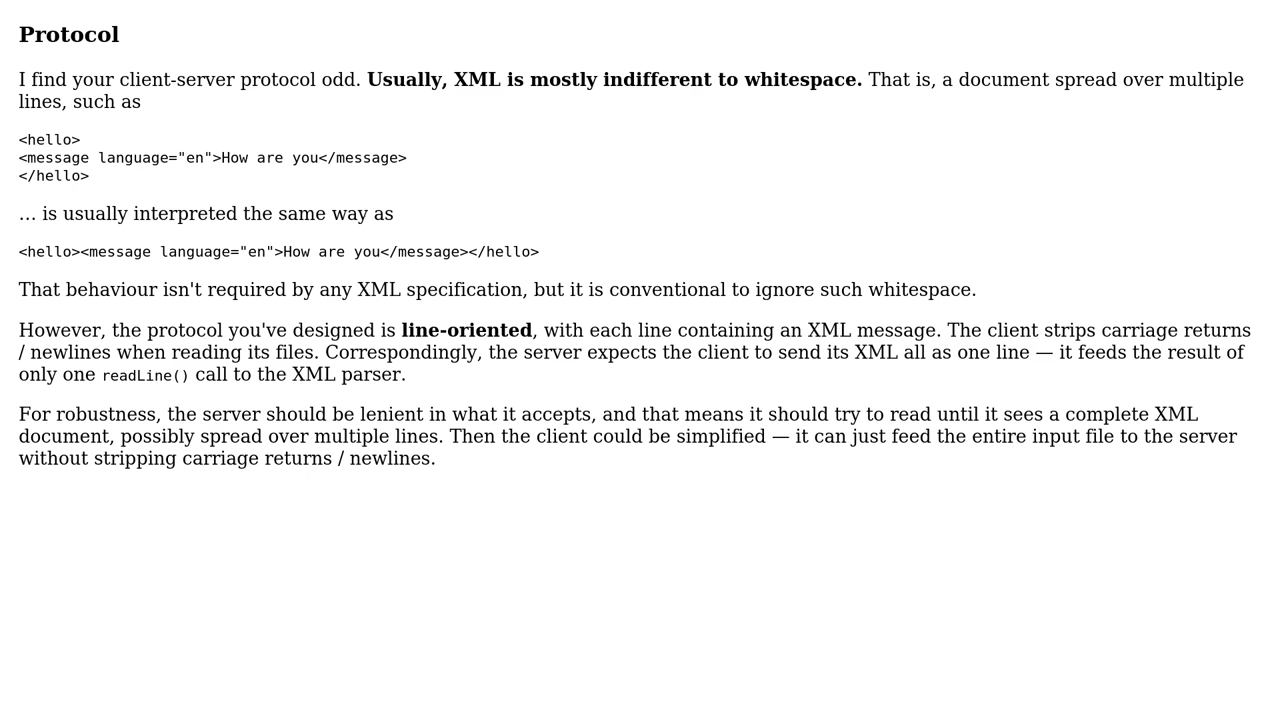 Protocol
I find your client-server protocol odd. Usually, XML is mostly indifferent to whitespace. That is, a document spread over multiple
lines, such as
<hello>
<message language="en">How are you</message>
</hello>
… is usually interpreted the same way as
<hello><message language="en">How are you</message></hello>
That behaviour isn't required by any XML specification, but it is conventional to ignore such whitespace.
However, the protocol you've designed is line-oriented, with each line containing an XML message. The client strips carriage returns
/ newlines when reading its files. Correspondingly, the server expects the client to send its XML all as one line — it feeds the result of
only one readLine() call to the XML parser.
For robustness, the server should be lenient in what it accepts, and that means it should try to read until it sees a complete XML
document, possibly spread over multiple lines. Then the client could be simplified — it can just feed the entire input file to the server
without stripping carriage returns / newlines.